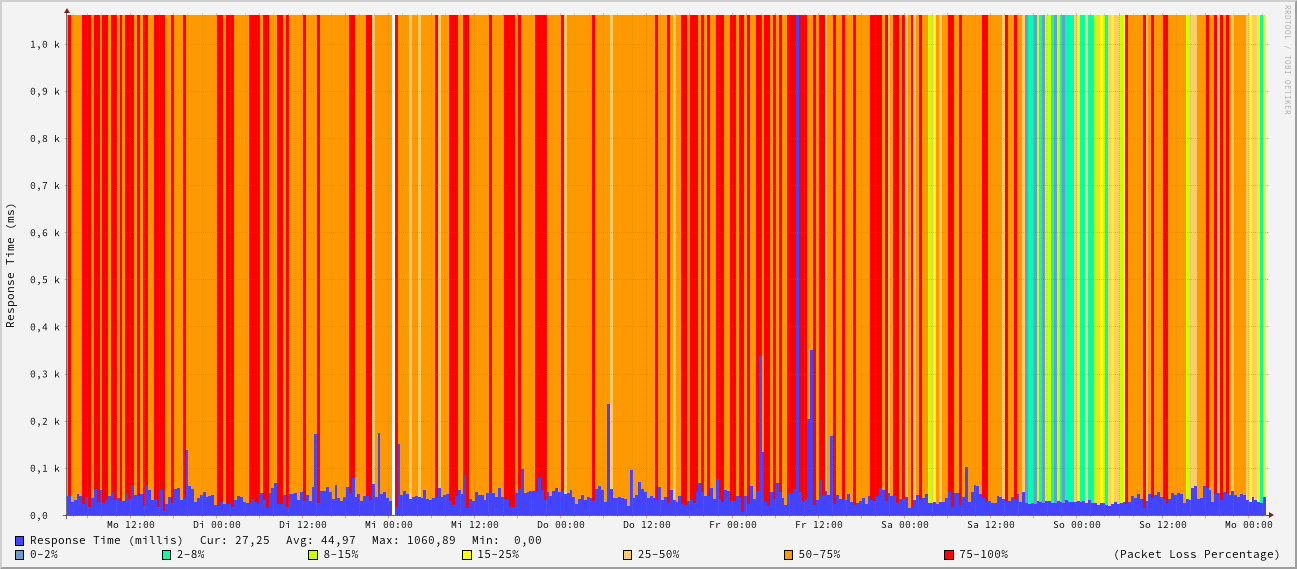 RRDTOOL / TOBI OETIKER
Response Time (ms)
1,0 k
0,9 k
0,8 k
0,7 k
0,6 k
0,5 k
0,4 k
0,3 k
0,2 k
0,1 k
0,0
Mo 12:00 Di 00:00 Di 12:00 Mi 00:00 Mi 12:00 Do 00:00 Do 12:00 Fr 00:00 Fr 12:00 Sa 00:00 Sa 12:00 So 00:00 So 12:00 Mo 00:00
Response Time (millis) Cur: 27,25 Avg: 44,97 Max: 1060,89 Min: 0,00
0-2% 2-8% 8-15% 15-25% 25-50% 50-75% 75-100% (Packet Loss Percentage)